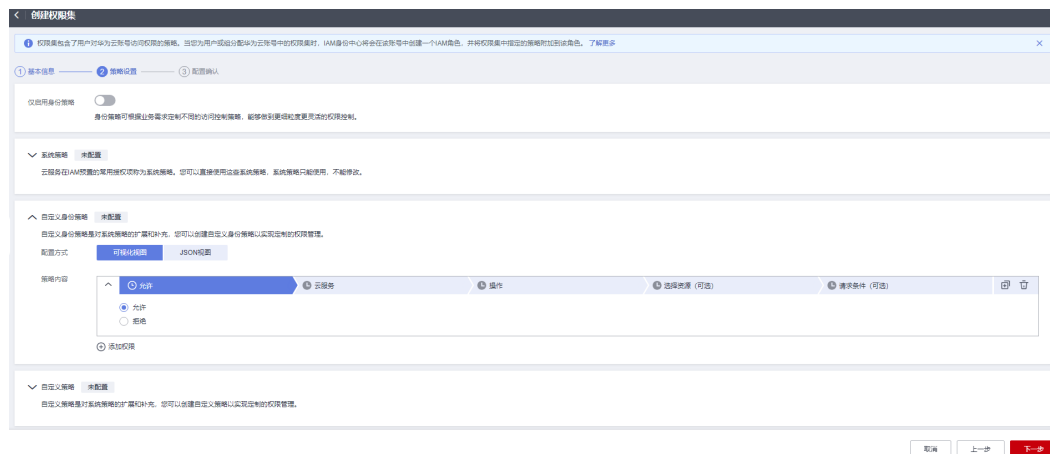 < 创建权限集
权限集包含了用户对华为云账号访问权限的策略。当您为用户或组分配华为云账号中的权限集时，IAM身份中心将会在该账号中创建一个IAM角色，并将权限集中指定的策略附加到该角色。 了解更多 ×
1 基本信息 2 策略设置 3 配置确认
仅启用身份策略
身份策略可根据业务需求定制不同的访问控制策略，能够做到更细粒度更灵活的权限控制。
系统策略 未配置
云服务在IAM预置的常用授权项称为系统策略。您可以直接使用这些系统策略，系统策略只能使用，不能修改。
自定义身份策略 未配置
自定义身份策略是对系统策略的扩展和补充，您可以创建自定义身份策略以实现定制的权限管理。
配置方式 可视化视图 JSON视图
策略内容 允许 云服务 操作 选择资源（可选） 请求条件（可选）
允许
拒绝
添加权限
自定义策略 未配置
自定义策略是对系统策略的扩展和补充，您可以创建自定义策略以实现定制的权限管理。
取消 上一步 下一步